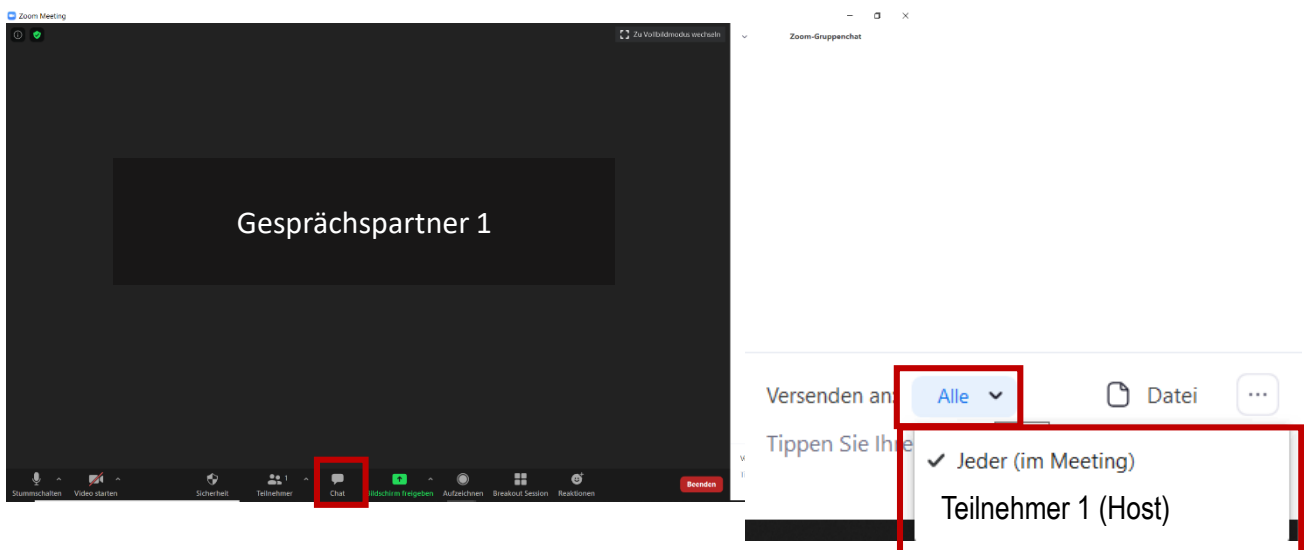 Zoom Meeting
Zu Vollbildmodus wechseln
Gesprächspartner 1
Stummschalten
Video starten
Sicherheit
1
Teilnehmer
Chat
Bildschirm freigeben
Aufzeichnen
Breakout Session
Reaktionen
Beenden
Zoom-Gruppenchat
Versenden an:
Alle
Datei
...
Tippen Sie Ihre
✓ Jeder (im Meeting)
Teilnehmer 1 (Host)